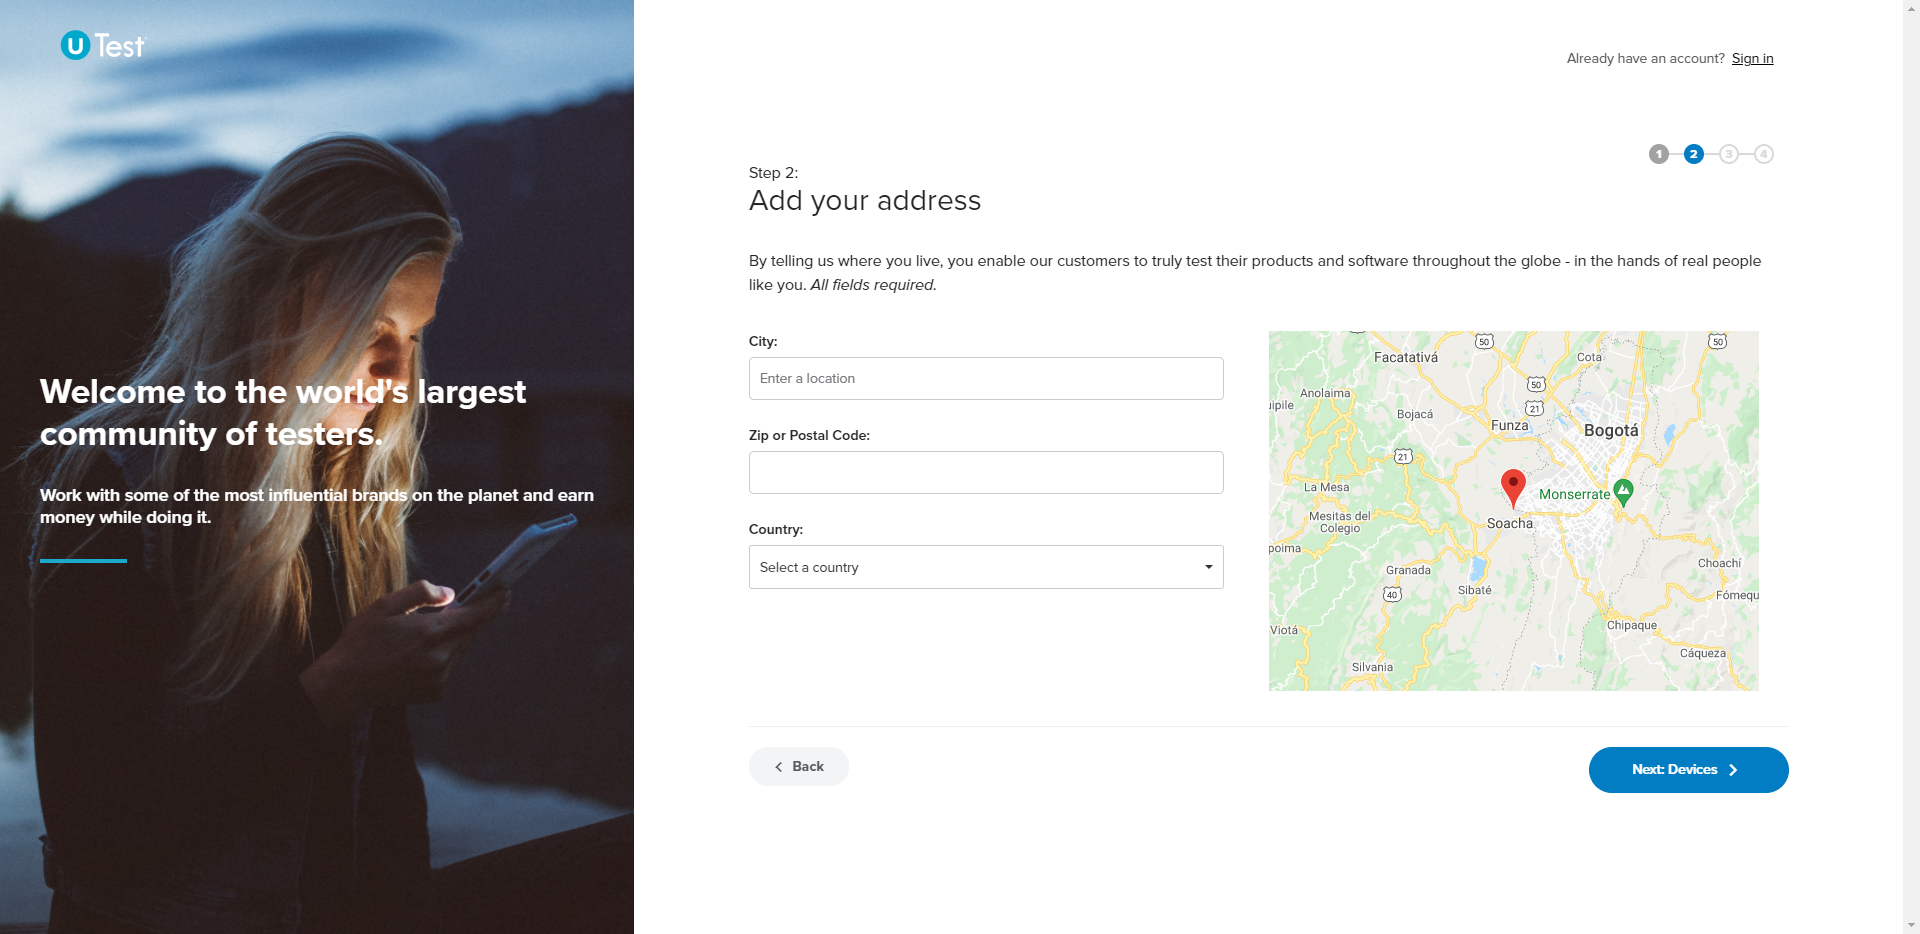 U Test
Welcome to the world's largest
community of testers.
Work with some of the most influential brands on the planet and earn
money while doing it.
Already have an account? Sign in
1 2 3 4
Step 2:
Add your address
By telling us where you live, you enable our customers to truly test their products and software throughout the globe - in the hands of real people
like you. All fields required.
City:
Enter a location
Zip or Postal Code:
Country:
Select a country
50
50
Facatativá
Cota
50
Anolaima
uipile
21
Bojacá
Funza
Bogotá
21
La Mesa
Monserrate
Mesitas del
Colegio
Soacha
poima
Granada
Choachí
Sibaté
40
Fómequ
Viotá
Chipaque
Cáqueza
Silvania
Back
Next: Devices